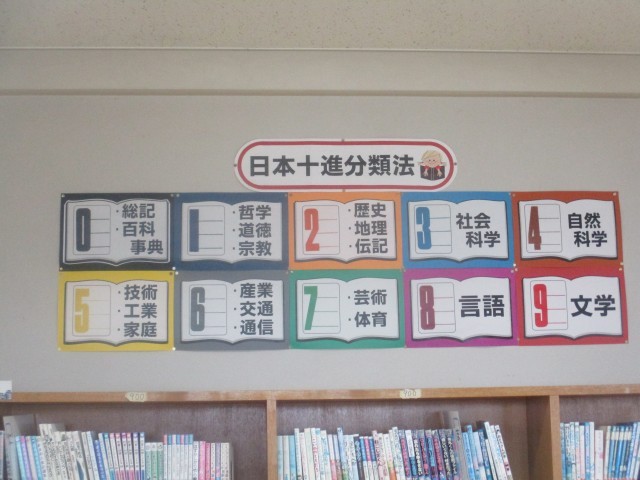 日本十進分類法
0
・総記
・百科
事典
1
・哲学
・道徳
・宗教
2
・歴史
・地理
・伝記
3
社会
科学
4
自然
科学
5
・技術
・工業
・家庭
6
・産業
・交通
・通信
7
・芸術
・体育
8
言語
9
文学
900